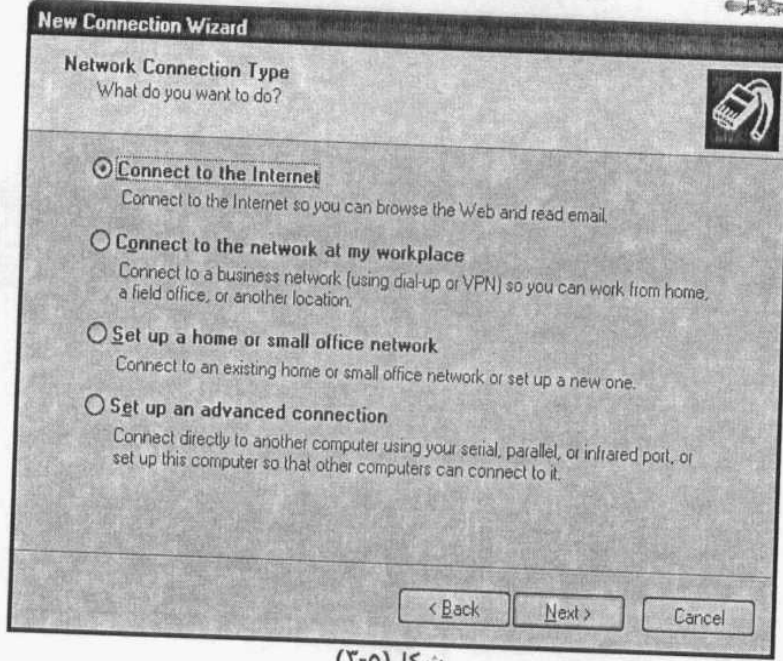 New Connection Wizard
Network Connection Type
What do you want to do?
Connect to the Internet
Connect to the Internet so you can browse the Web and read email.
Connect to the network at my workplace
Connect to a business network (using dial-up or VPN) so you can work from home,
a field office, or another location.
Set up a home or small office network
Connect to an existing home or small office network or set up a new one.
Set up an advanced connection
Connect directly to another computer using your serial, parallel, or infrared port, or
set up this computer so that other computers can connect to it.
< Back Next > Cancel
شکل (۳-۵)